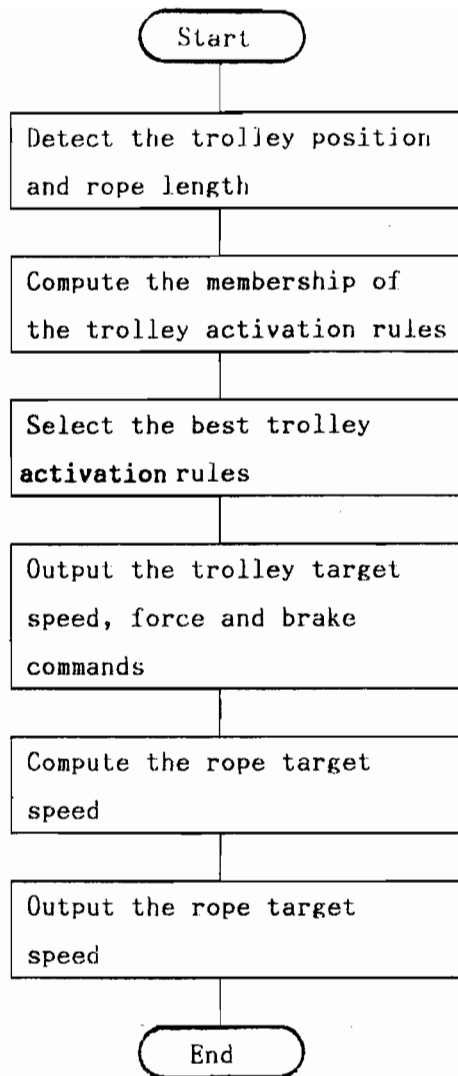 Start
Detect the trolley position
and rope length
Compute the membership of
the trolley activation rules
Select the best trolley
activation rules
Output the trolley target
speed, force and brake
commands
Compute the rope target
speed
Output the rope target
speed
End